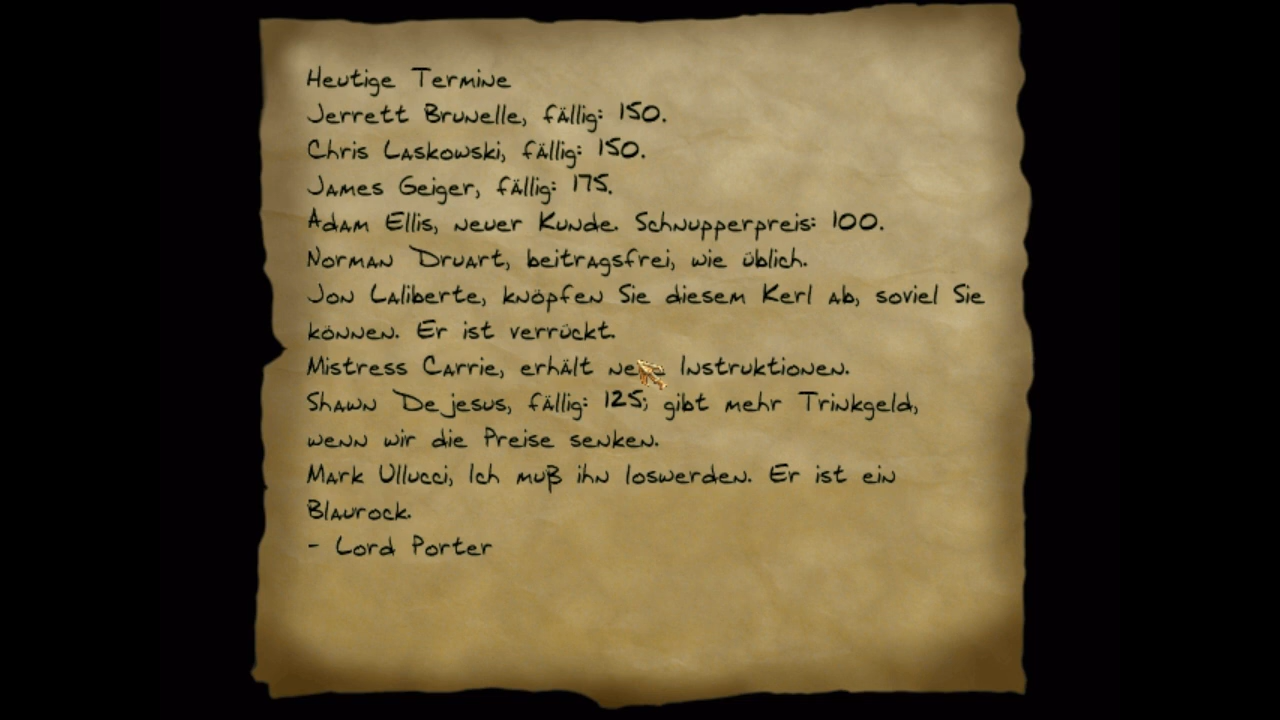 Heutige Termine
Jerrett Brunelle, fällig: 150.
Chris Laskowski, fällig: 150.
James Geiger, fällig: 175.
Adam Ellis, neuer Kunde. Schnupperpreis: 100.
Norman Druart, beitragsfrei, wie üblich.
Jon Laliberte, knöpfen Sie diesem Kerl ab, soviel Sie
können. Er ist verrückt.
Mistress Carrie, erhält Instruktionen.
Shawn Dejesus, fällig: 125; gibt mehr Trinkgeld,
wenn wir die Preise senken.
Mark Ullucci, Ich muß ihn loswerden. Er ist ein
Blaurock.
- Lord Porter